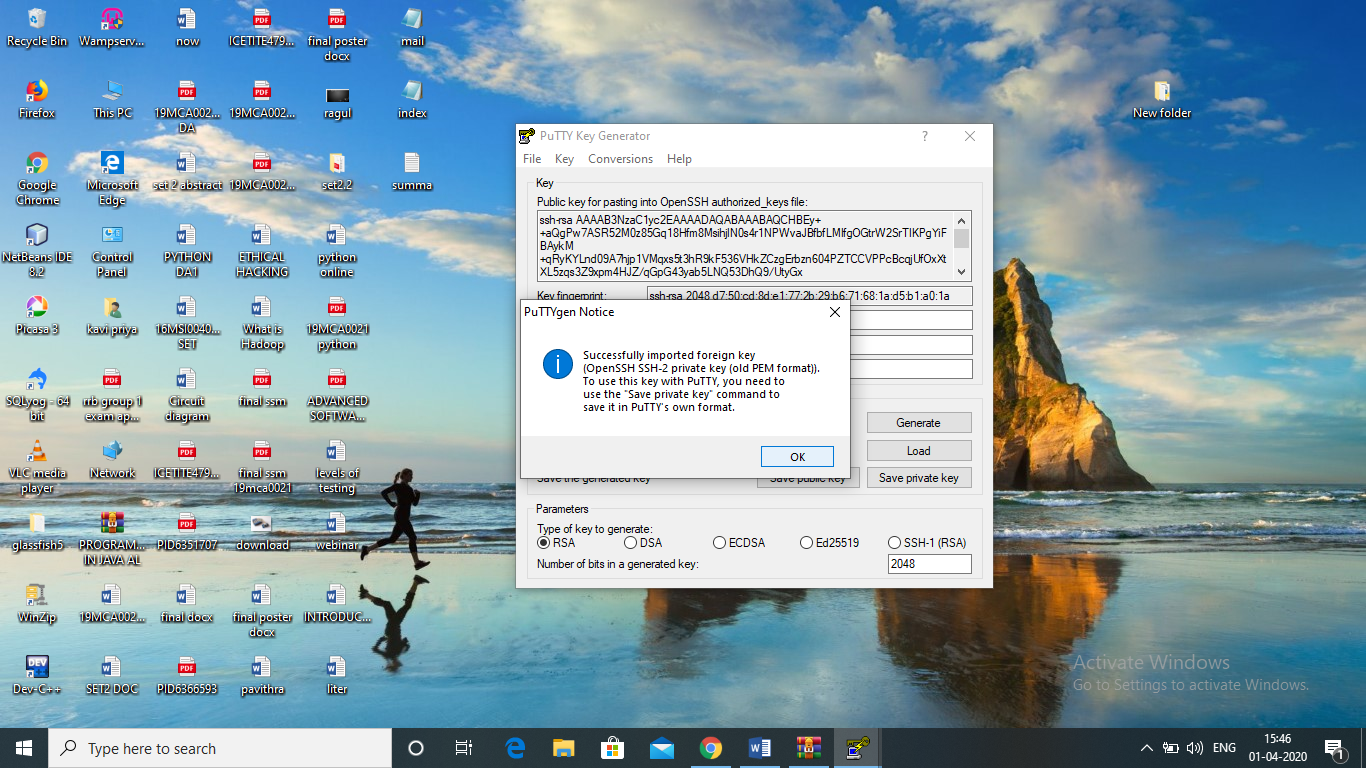 Recycle Bin
Wampserv...
now
ICETITE479...
final poster
docx
mail
Firefox
This PC
19MCA002...
DA
19MCA002...
ragul
index
New folder
Google
Chrome
Microsoft
Edge
set 2 abstract
19MCA002...
set2.2
summa
NetBeans IDE
8.2
Control
Panel
PYTHON
DA1
ETHICAL
HACKING
python
online
Picasa 3
kavi priya
16MSI0040...
SET
What is
Hadoop
19MCA0021
python
SQLyog - 64
bit
rrb group 1
exam ap...
Circuit
diagram
final ssm
ADVANCED
SOFTWA...
VLC media
player
Network
ICETITE479...
final ssm
19mca0021
levels of
testing
glassfish5
PROGRAM...
IN JAVA AL
PID6351707
download
webinar
WinZip
19MCA002...
final docx
final poster
docx
INTRODUC...
Dev-C++
SET2 DOC
PID6366593
pavithra
liter
PuTTY Key Generator
?
File Key Conversions Help
Key
Public key for pasting into OpenSSH authorized_keys file:
ssh-rsa AAAAB3NzaC1yc2EAAAADAQABAAABAQCHBEy+
BAykM
Key fingerprint:
ssh-rsa 2048 d7:50:cd:8d:e1:77:2b:29:b6:71:68:1a:d5:b1:a0:1a
PuTTYgen Notice
Successfully imported foreign key
(OpenSSH SSH-2 private key (old PEM format)).
To use this key with PuTTY, you need to
use the "Save private key" command to
save it in PuTTY's own format.
OK
Generate
Load
Save the generated key
Save public key
Save private key
Parameters
Type of key to generate:
RSA DSA ECDSA Ed25519 SSH-1 (RSA)
Number of bits in a generated key:
2048
Activate Windows
Go to Settings to activate Windows.
Type here to search
ENG
15:46
01-04-2020
1